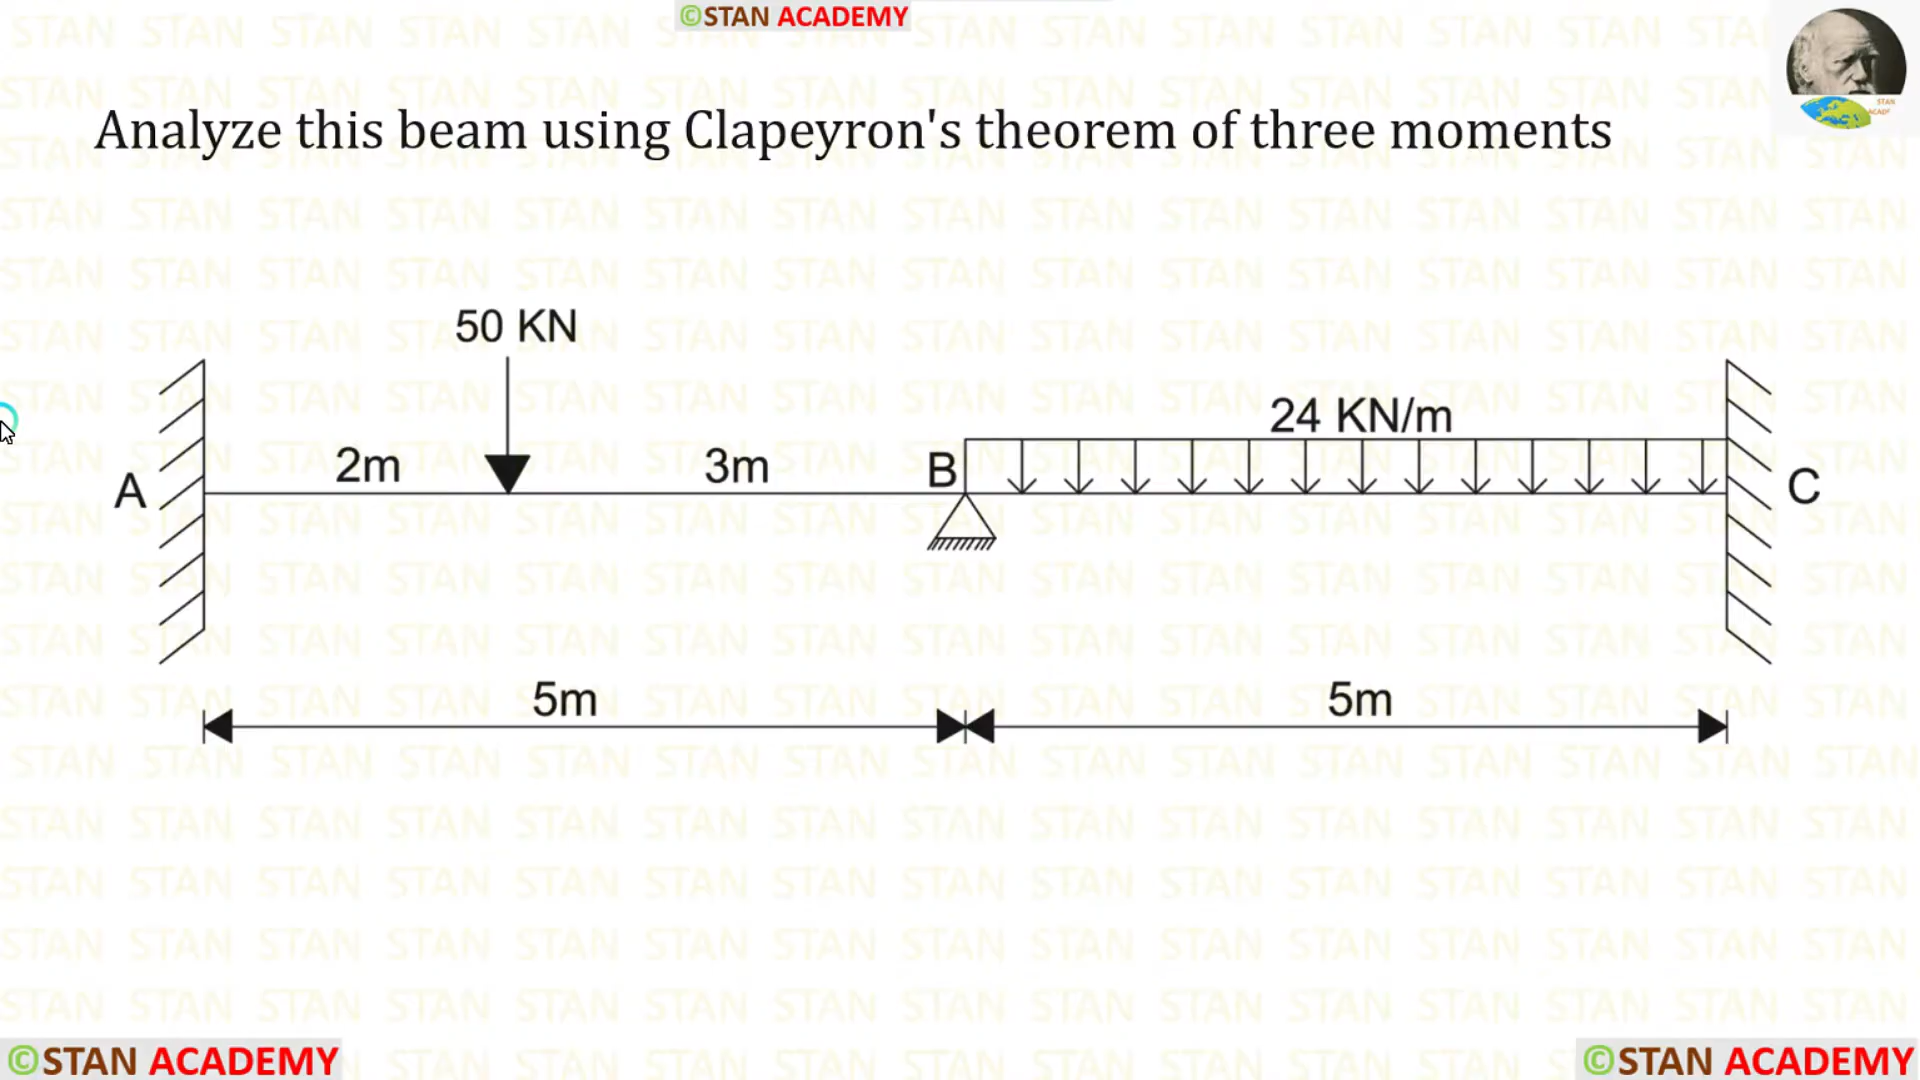 ©STAN ACADEMY
Analyze this beam using Clapeyron's theorem of three moments
50 KN
24 KN/m
2m
3m
B
A
C
5m
5m
©STAN ACADEMY
©STAN ACADEMY